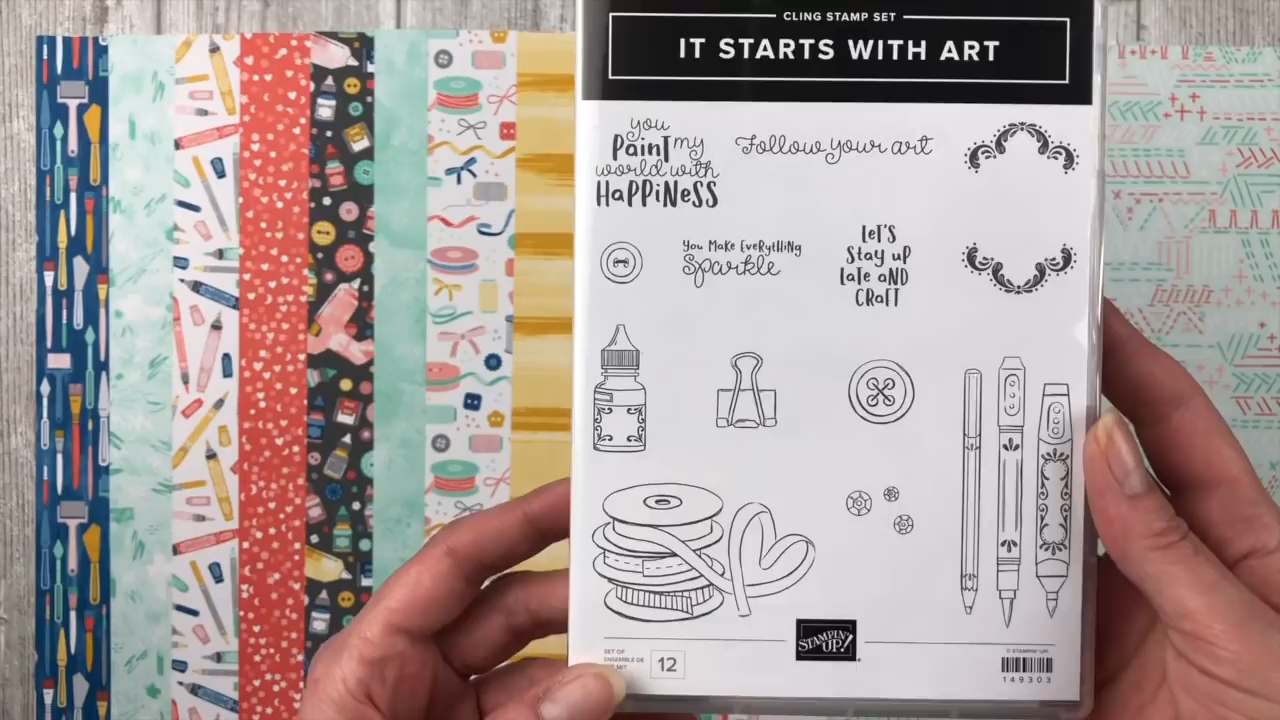 CLING STAMP SET
IT STARTS WITH ART
you
Paint my
world with
HaPPiNeSS
Follow your art
You Make EveryTHiNg
Sparkle
LeT'S
Stay uP
late aND
CRaFT
STAMPIN' UP!
SET OF
ENSEMBLE DE
MIT
12
© STAMPIN' UP!
149303